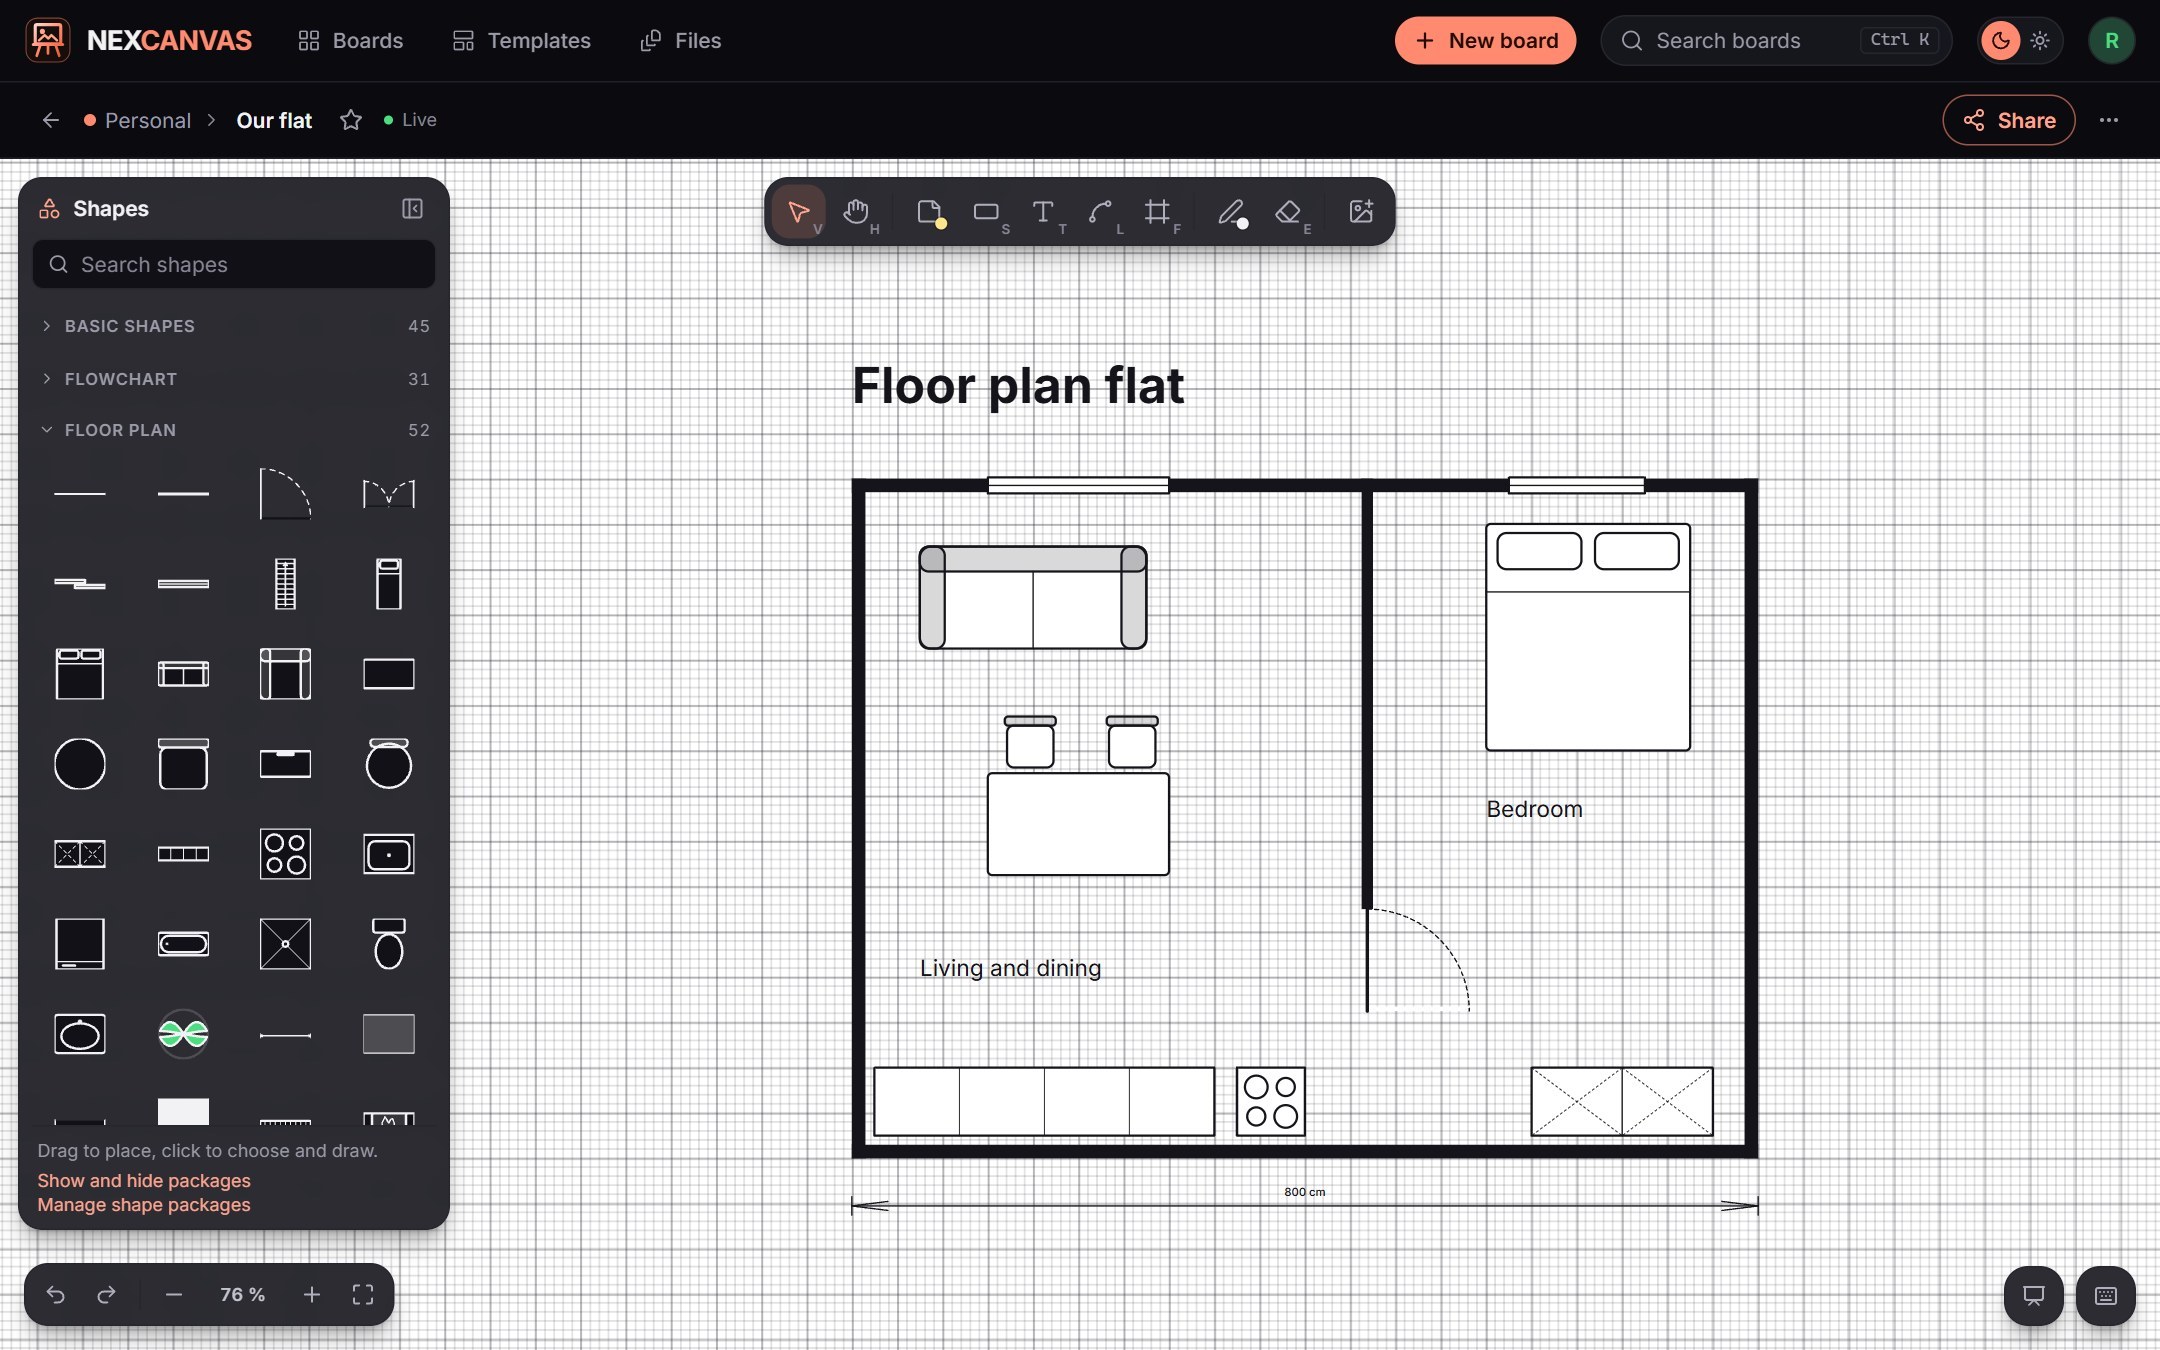 NEXCANVAS
Boards
Templates
Files
New board
Search boards
Ctrl K
R
Personal
Our flat
Live
Share
Shapes
Search shapes
BASIC SHAPES 45
FLOWCHART 31
FLOOR PLAN 52
Drag to place, click to choose and draw.
Show and hide packages
Manage shape packages
V
H
S
T
L
F
E
Floor plan flat
Bedroom
Living and dining
800 cm
76 %